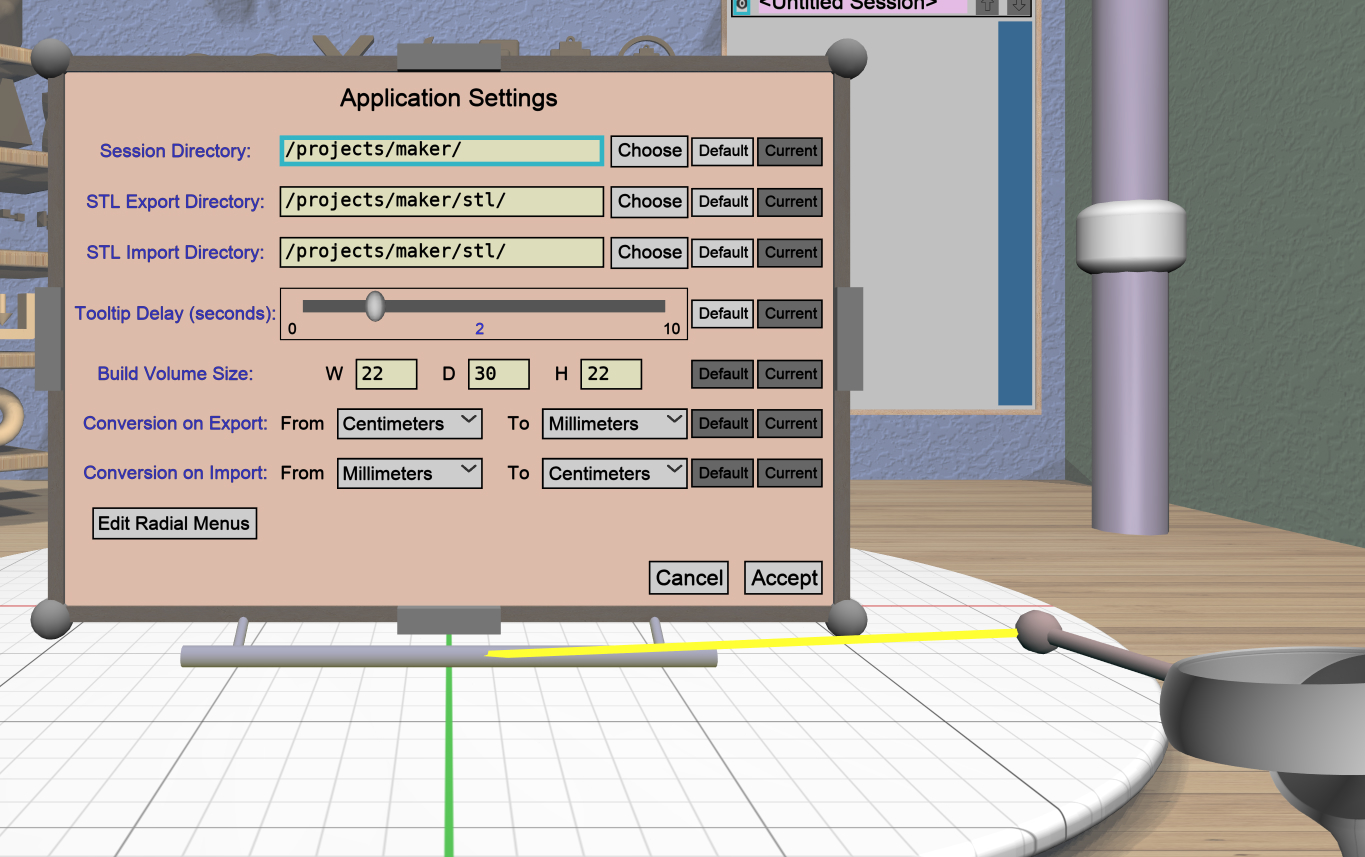 <Untitled Session>
Application Settings
Session Directory: /projects/maker/ Choose Default Current
STL Export Directory: /projects/maker/stl/ Choose Default Current
STL Import Directory: /projects/maker/stl/ Choose Default Current
Tooltip Delay (seconds): 0 2 10 Default Current
Build Volume Size: W 22 D 30 H 22 Default Current
Conversion on Export: From Centimeters To Millimeters Default Current
Conversion on Import: From Millimeters To Centimeters Default Current
Edit Radial Menus
Cancel Accept